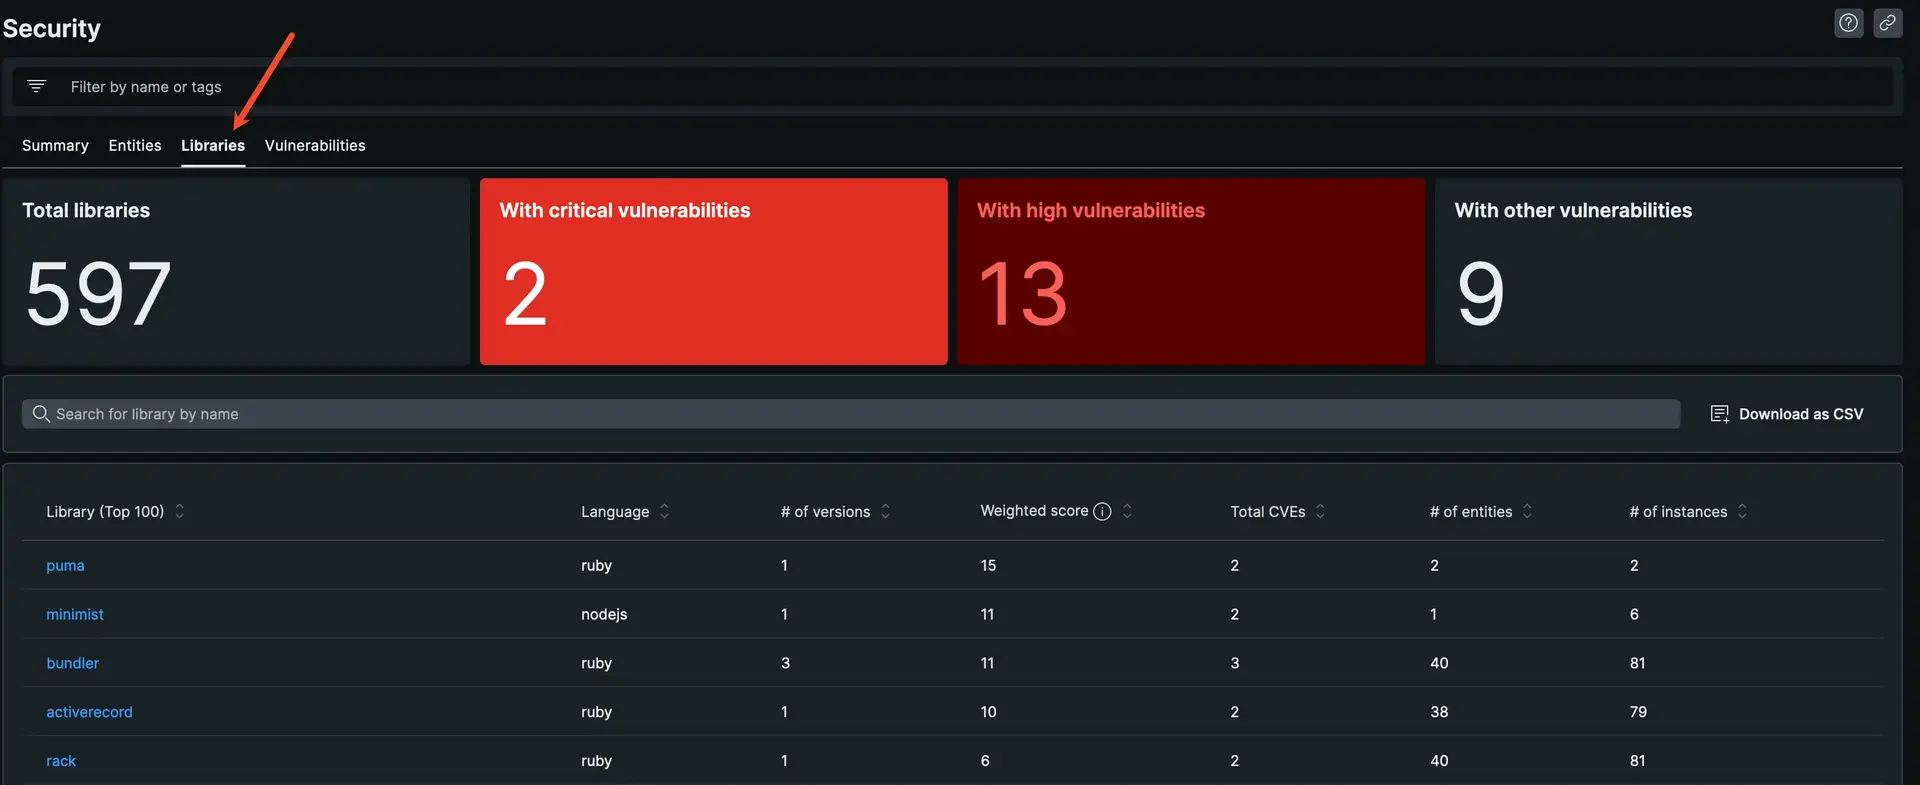 Security
Filter by name or tags
Summary Entities Libraries Vulnerabilities
Total libraries
597
With critical vulnerabilities
2
With high vulnerabilities
13
With other vulnerabilities
9
Search for library by name
Download as CSV
Library (Top 100) Language # of versions Weighted score Total CVEs # of entities # of instances
puma ruby 1 15 2 2 2
minimist nodejs 1 11 2 1 6
bundler ruby 3 11 3 40 81
activerecord ruby 1 10 2 38 79
rack ruby 1 6 2 40 81